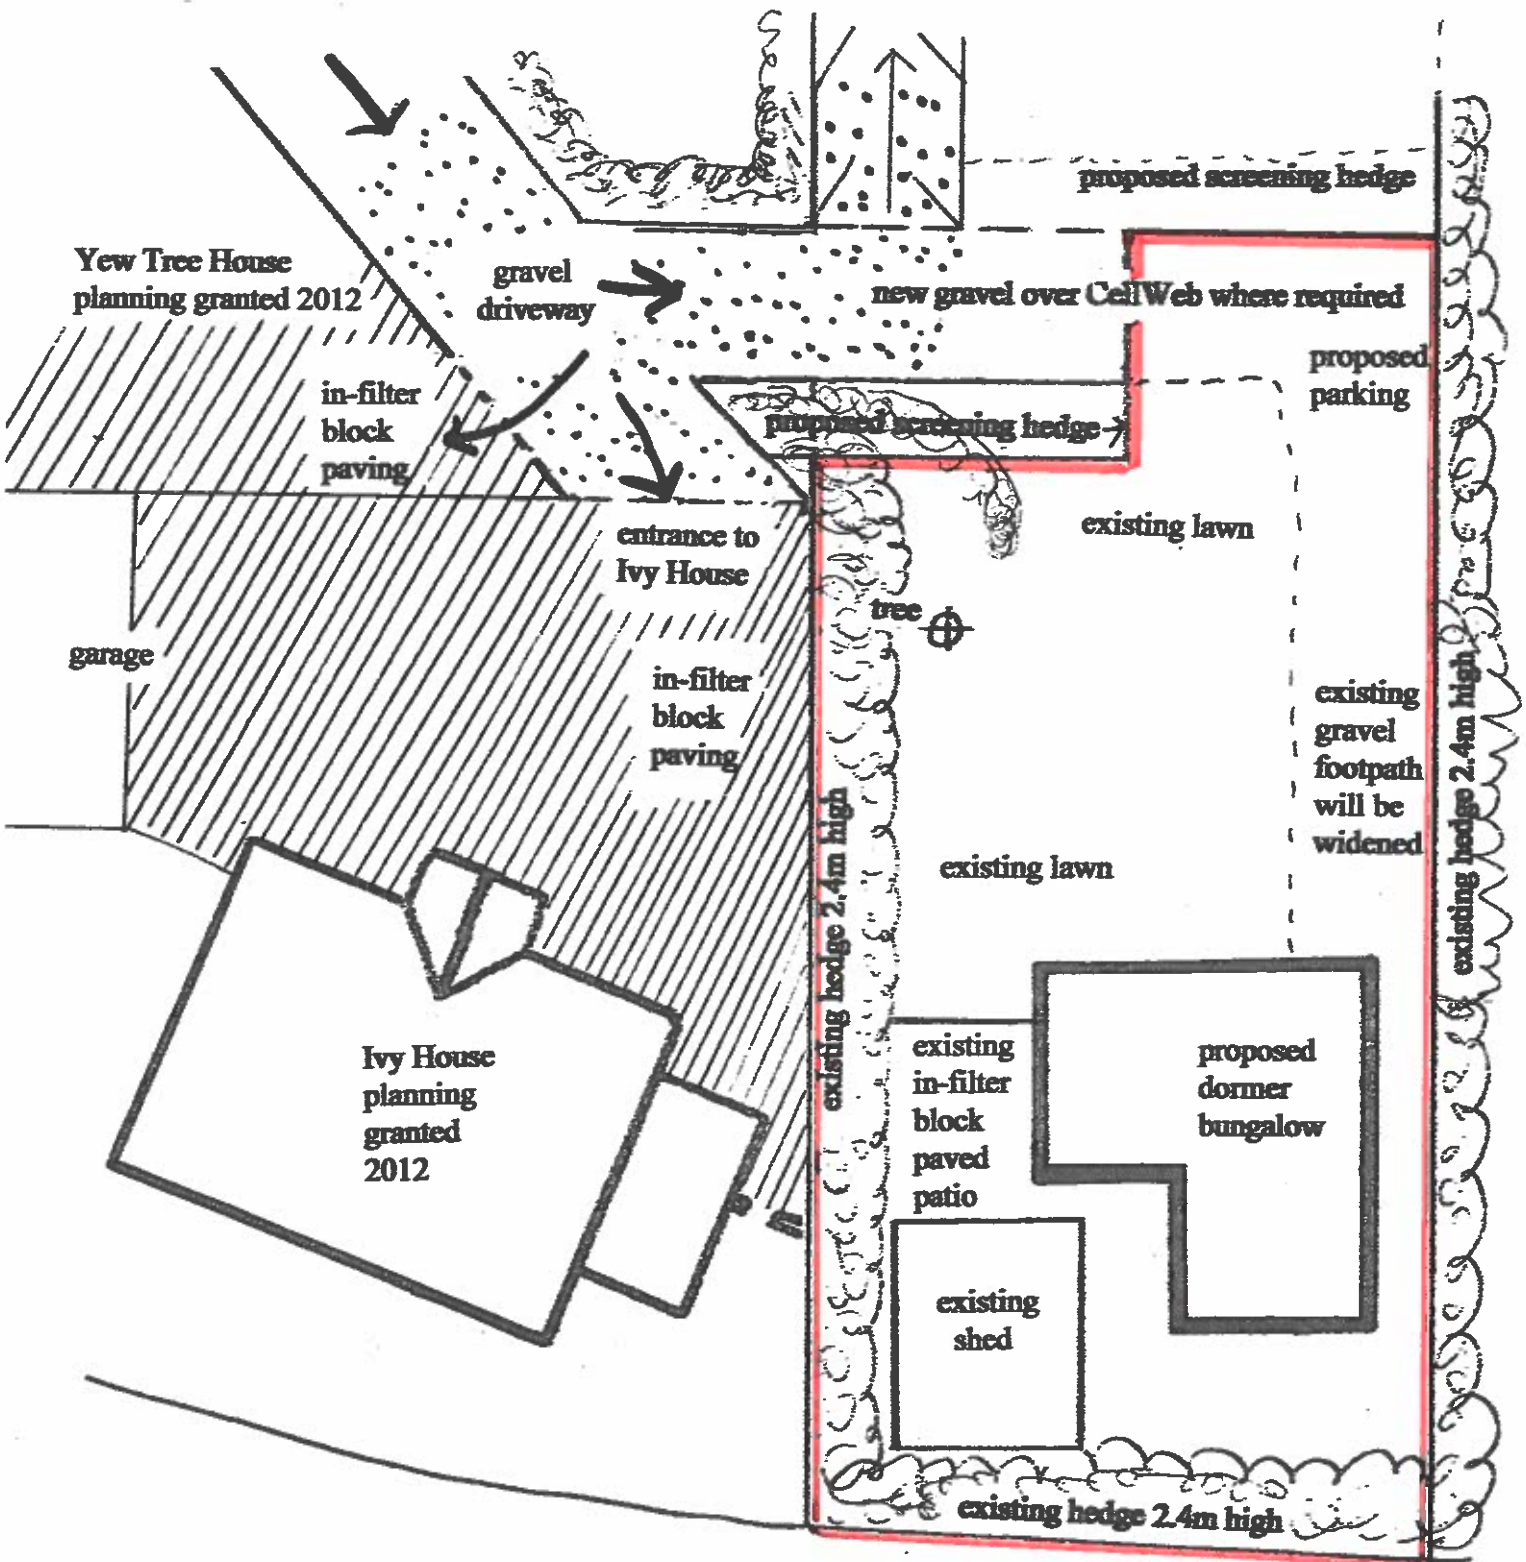 proposed screening hedge
Yew Tree House
planning granted 2012
gravel
driveway
new gravel over CellWeb where required
proposed
parking
in-filter
block
paving
proposed screening hedge
existing lawn
entrance to
Ivy House
tree
garage
in-filter
block
paving
existing
gravel
footpath
will be
widened
existing hedge 2.4m high
existing hedge 2.4m high
existing lawn
Ivy House
planning
granted
2012
existing
in-filter
block
paved
patio
proposed
dormer
bungalow
existing
shed
existing hedge 2.4m high